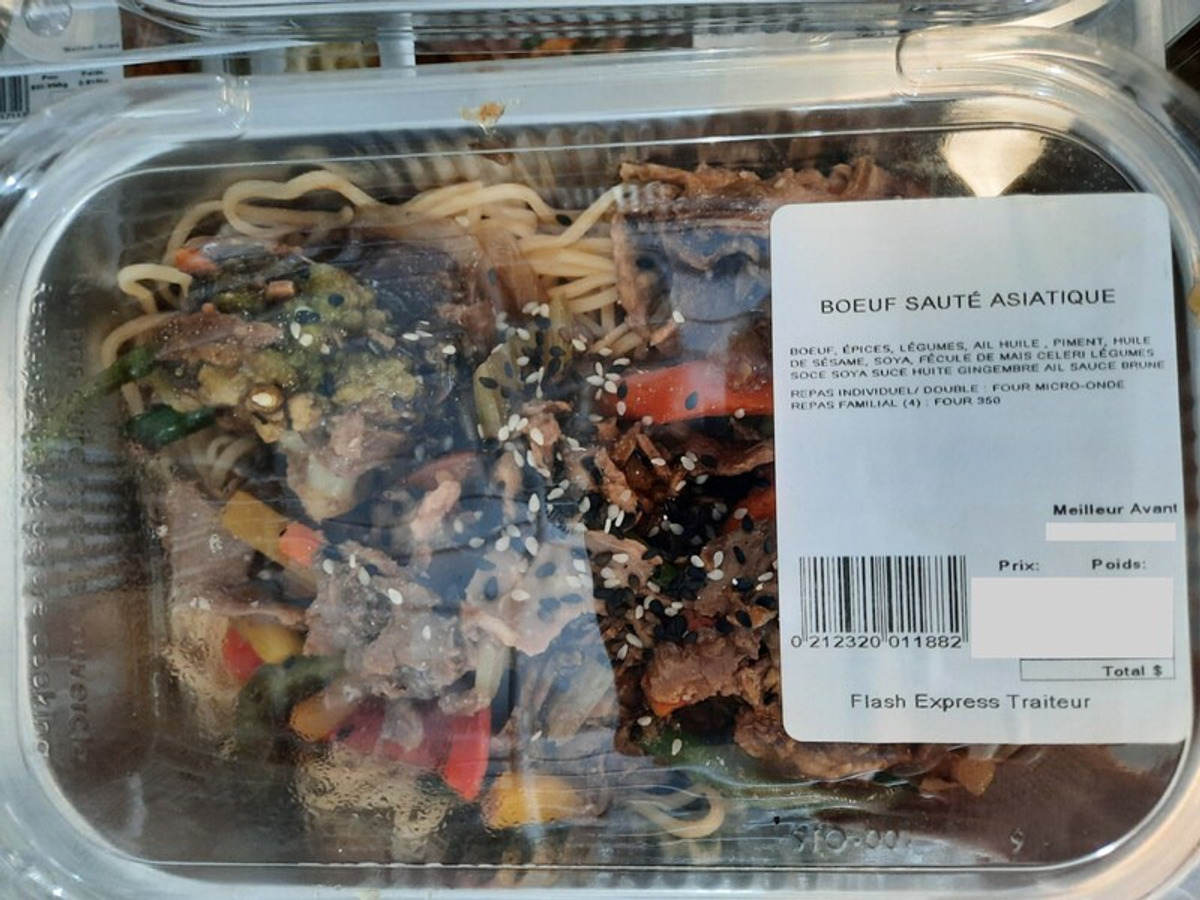 BOEUF SAUTÉ ASIATIQUE
BOEUF, ÉPICES, LÉGUMES, AIL HUILE , PIMENT, HUILE
DE SÉSAME, SOYA, FÉCULE DE MAIS CELERI LÉGUMES
SOCE SOYA SUCE HUITE GINGEMBRE AIL SAUCE BRUNE
REPAS INDIVIDUEL/ DOUBLE : FOUR MICRO-ONDE
REPAS FAMILIAL (4) : FOUR 350
Meilleur Avant
Prix: Poids:
0 212320 011882
Total $
Flash Express Traiteur